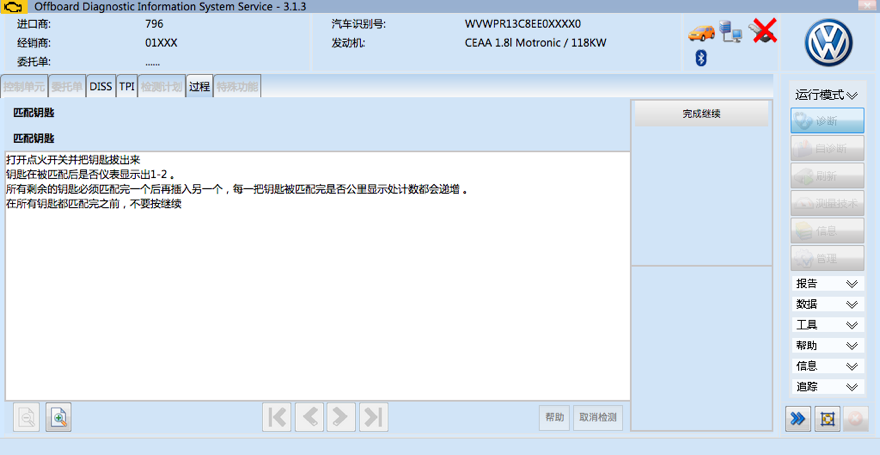 Offboard Diagnostic Information System Service - 3.1.3
进口商: 796 汽车识别号: WVWPR13C8EE0XXXX0
经销商: 01XXX 发动机: CEAA 1.8l Motronic / 118KW
委托单: ......
控制单元 委托单 DISS TPI 检测计划 过程 特殊功能
运行模式
匹配钥匙
完成继续
诊断
匹配钥匙
自诊断
打开点火开关并把钥匙拔出来
钥匙在被匹配后是否仪表显示出1-2 。
刷新
所有剩余的钥匙必须匹配完一个后再插入另一个，每一把钥匙被匹配完是否公里显示处计数都会递增 。
在所有钥匙都匹配完之前，不要按继续
测量技术
信息
管理
报告
数据
工具
帮助
信息
追踪
帮助 取消检测